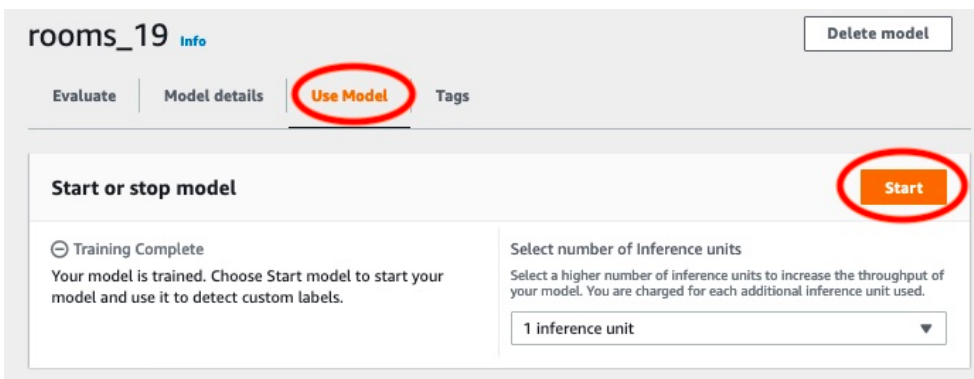 rooms_19 Info
Delete model
Evaluate
Model details
Use Model
Tags
Start or stop model
Start
Training Complete
Your model is trained. Choose Start model to start your
model and use it to detect custom labels.
Select number of Inference units
Select a higher number of inference units to increase the throughput of
your model. You are charged for each additional inference unit used.
1 inference unit